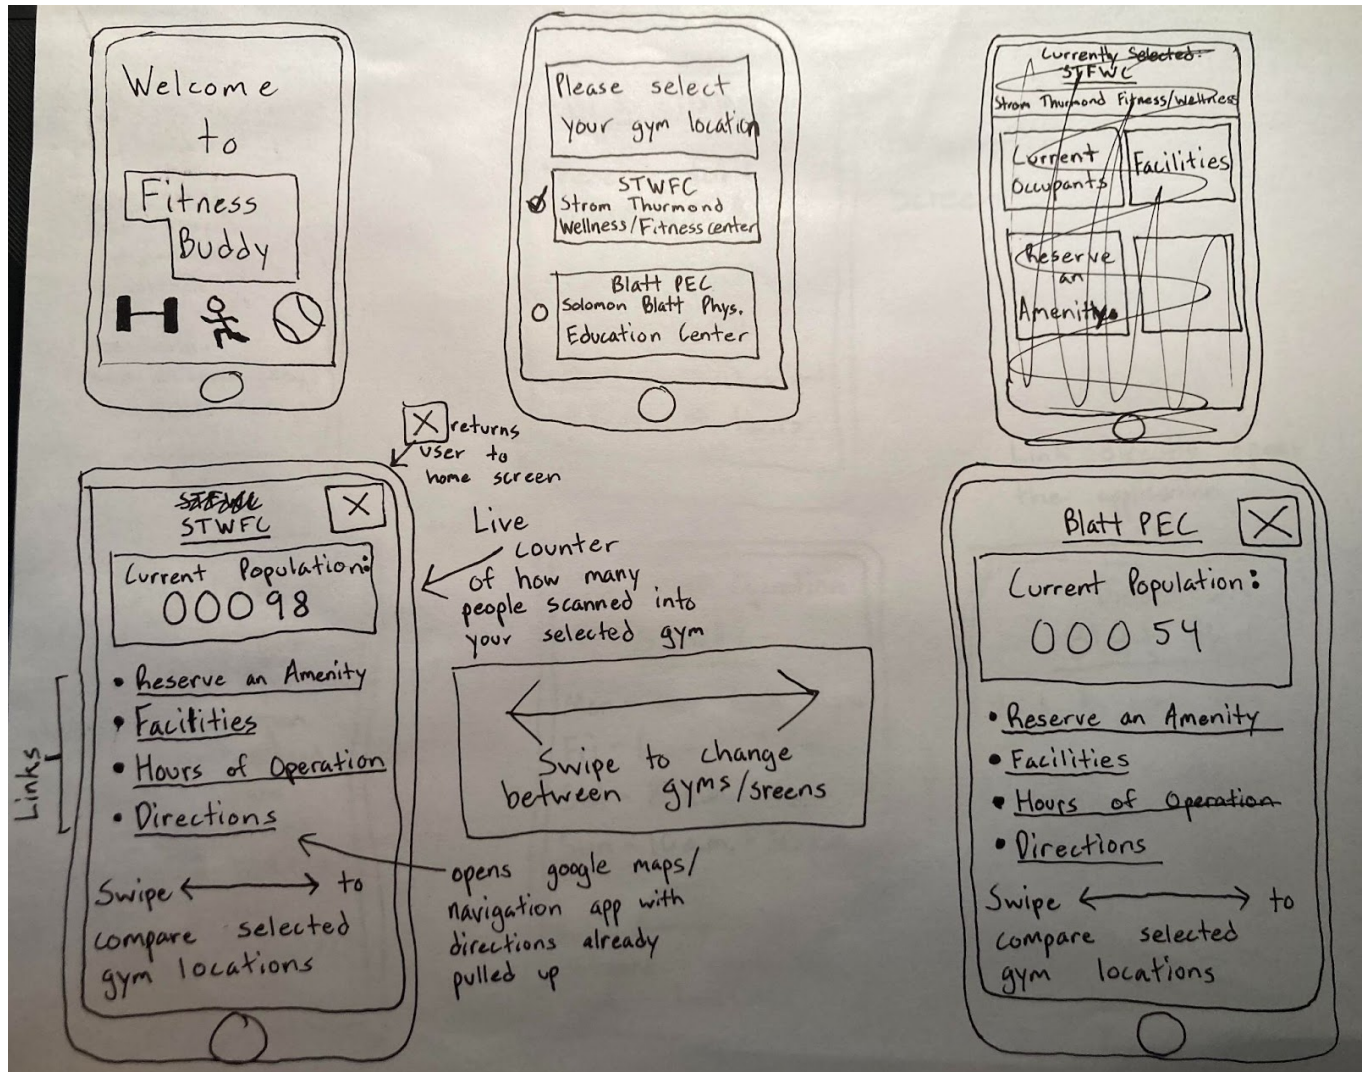 Welcome
to
Fitness
Buddy
Please select
your gym location
STWFC
Strom Thurmond
Wellness/Fitness center
Blatt PEC
Solomon Blatt Phys.
Education Center
Currently Selected:
STFWC
Strom Thurmond Fitness/Wellness
Current
Occupants
Facilities
Reserve
an
Amenity
X returns
user to
home screen
STWFC
X
Current Population:
00098
• Reserve an Amenity
• Facilities
• Hours of Operation
• Directions
Links
Swipe ←→ to
compare selected
gym locations
Live
counter
of how many
people scanned into
your selected gym
Swipe to change
between gyms/sreens
opens google maps/
navigation app with
directions already
pulled up
Blatt PEC
X
Current Population:
00054
• Reserve an Amenity
• Facilities
• Hours of Operation
• Directions
Swipe ←→ to
compare selected
gym locations